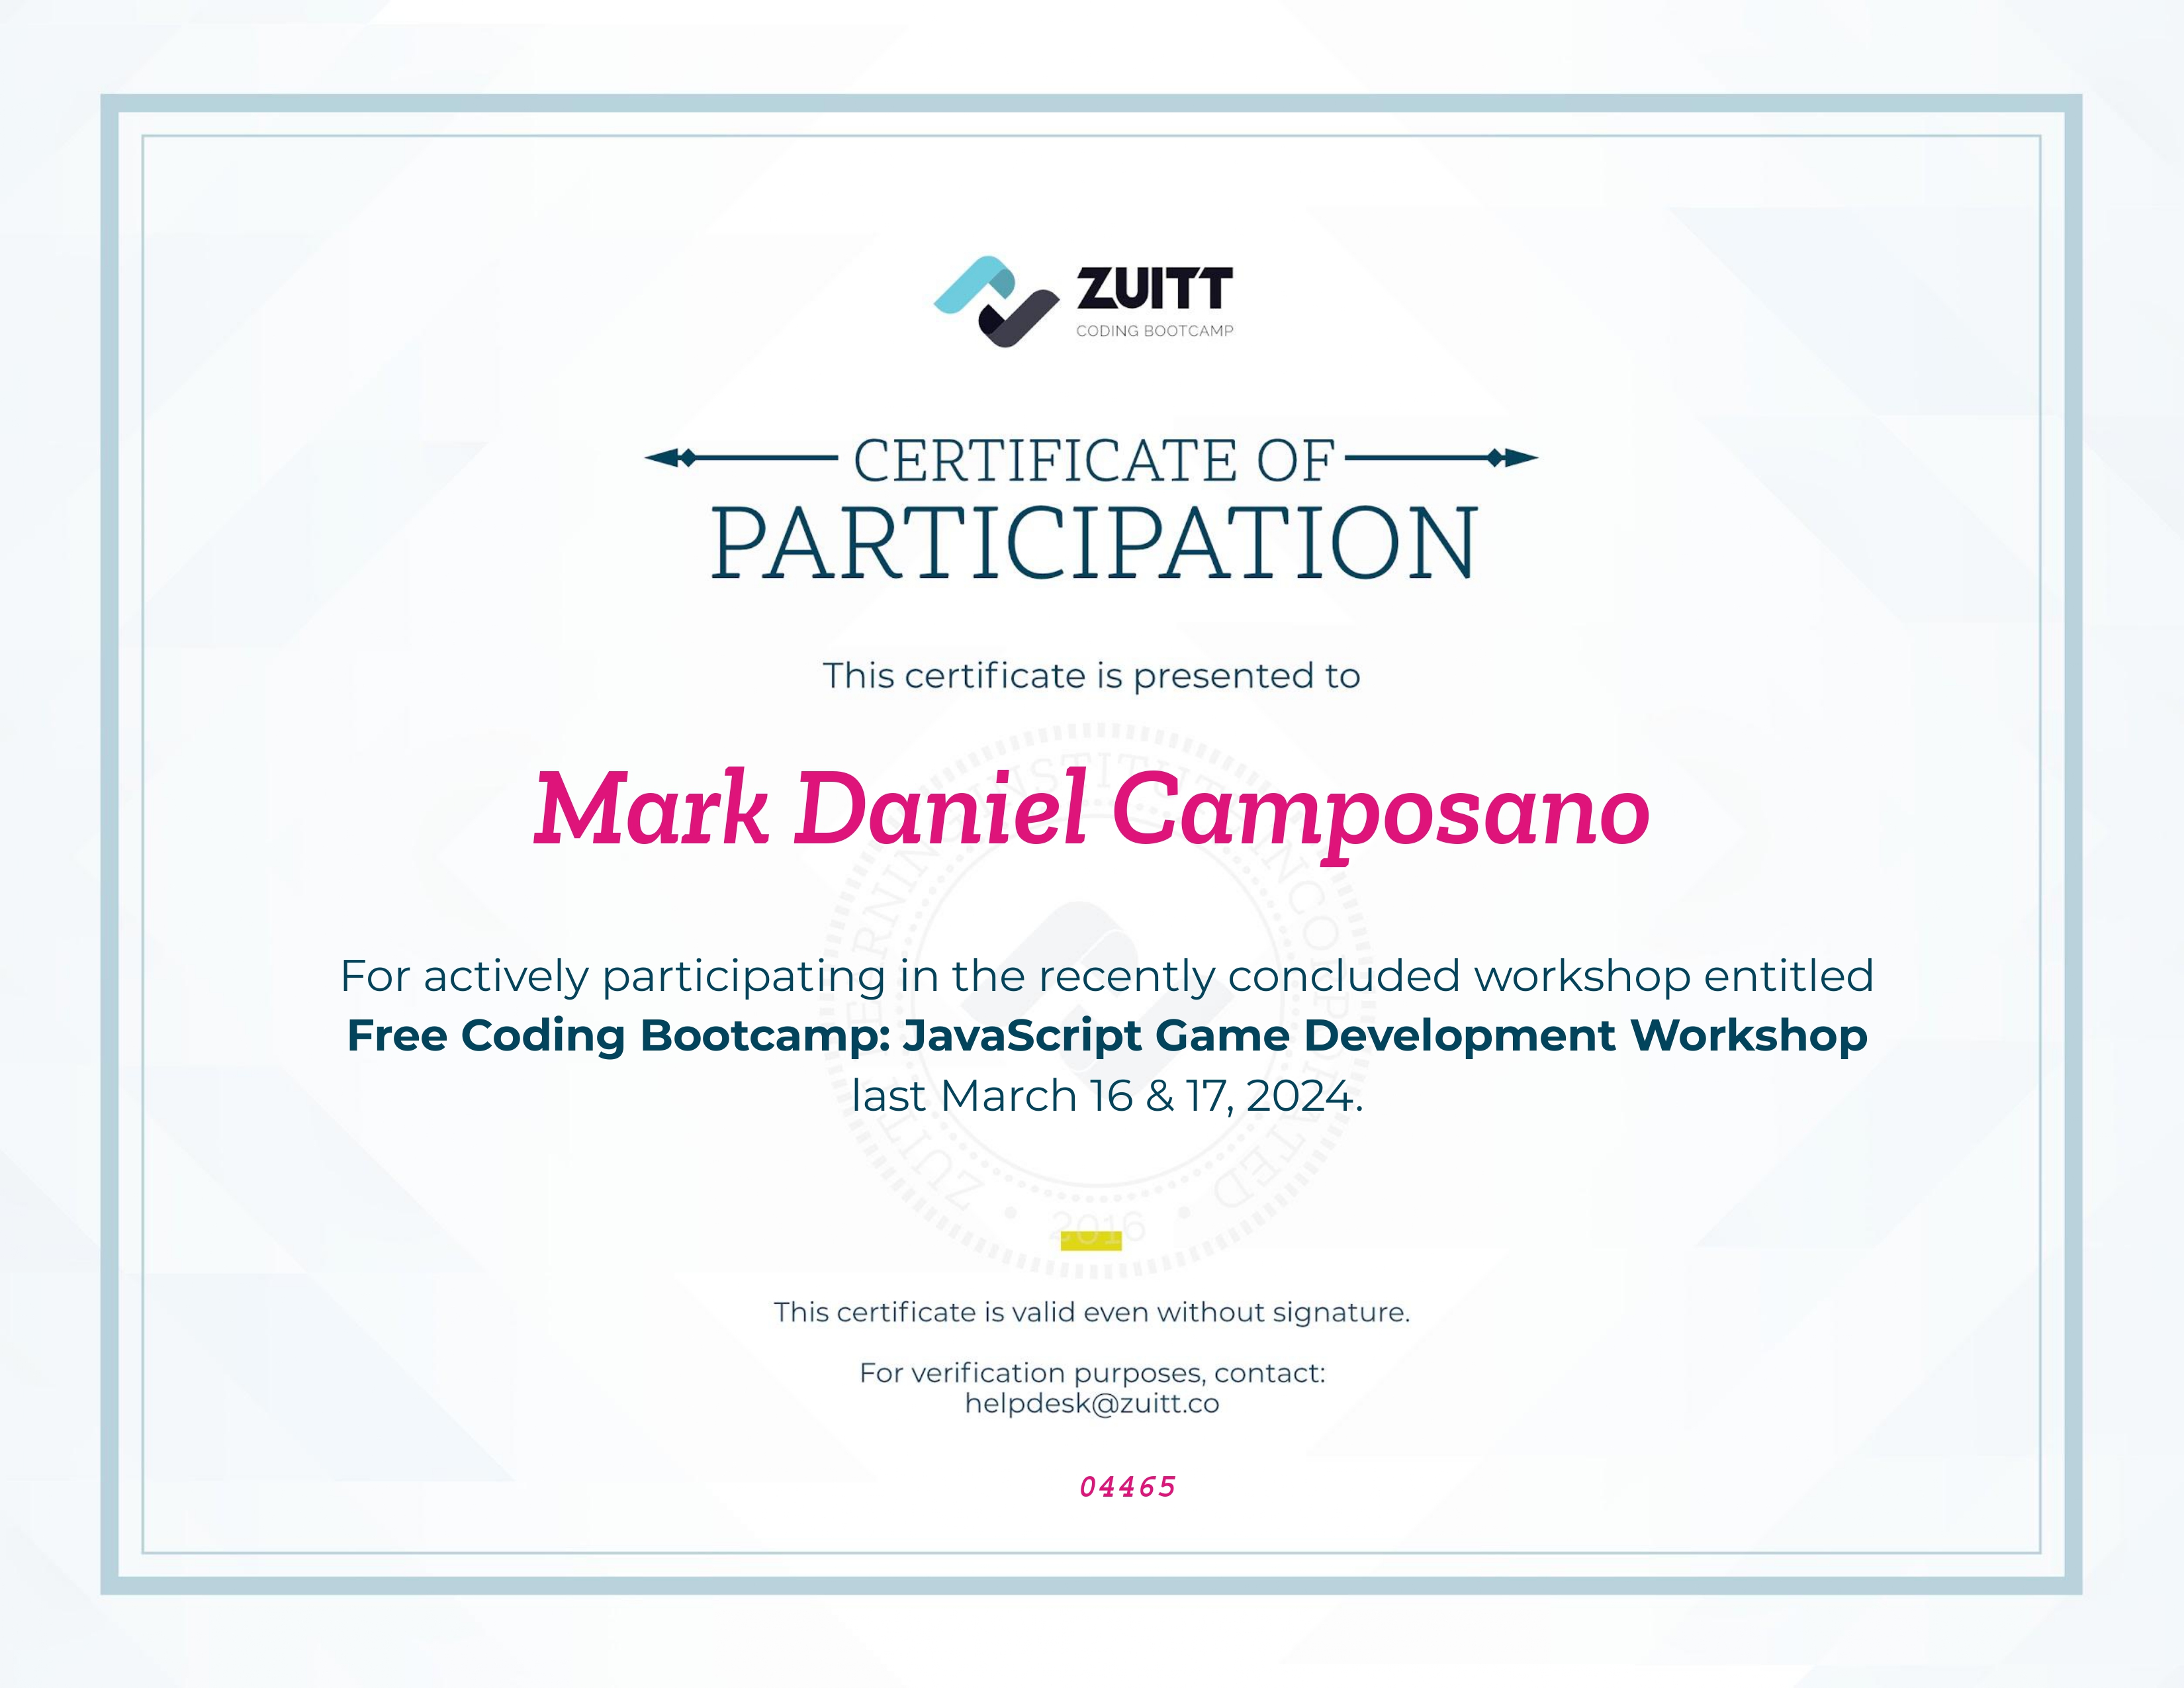 ZUITT
CODING BOOTCAMP
CERTIFICATE OF
PARTICIPATION
This certificate is presented to
Mark Daniel Camposano
For actively participating in the recently concluded workshop entitled
Free Coding Bootcamp: JavaScript Game Development Workshop
last March 16 & 17, 2024.
ZUITT LEARNING INSTITUTE INCORPORATED
2016
This certificate is valid even without signature.
For verification purposes, contact:
helpdesk@zuitt.co
04465